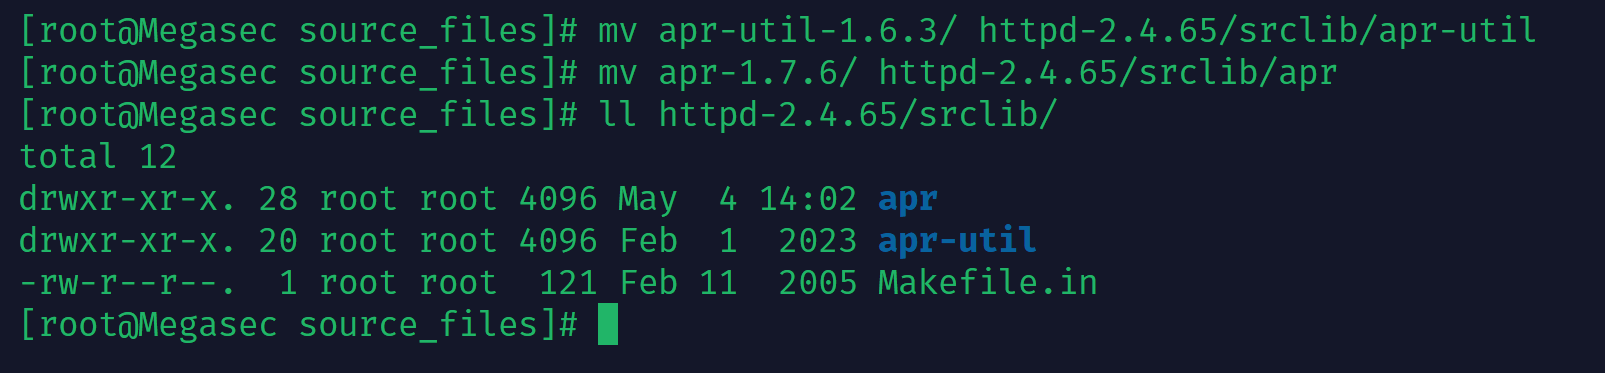 [root@Megasec source_files]# mv apr-util-1.6.3/ httpd-2.4.65/srclib/apr-util
[root@Megasec source_files]# mv apr-1.7.6/ httpd-2.4.65/srclib/apr
[root@Megasec source_files]# ll httpd-2.4.65/srclib/
total 12
drwxr-xr-x. 28 root root 4096 May  4 14:02 apr
drwxr-xr-x. 20 root root 4096 Feb  1  2023 apr-util
-rw-r--r--.  1 root root  121 Feb 11  2005 Makefile.in
[root@Megasec source_files]#